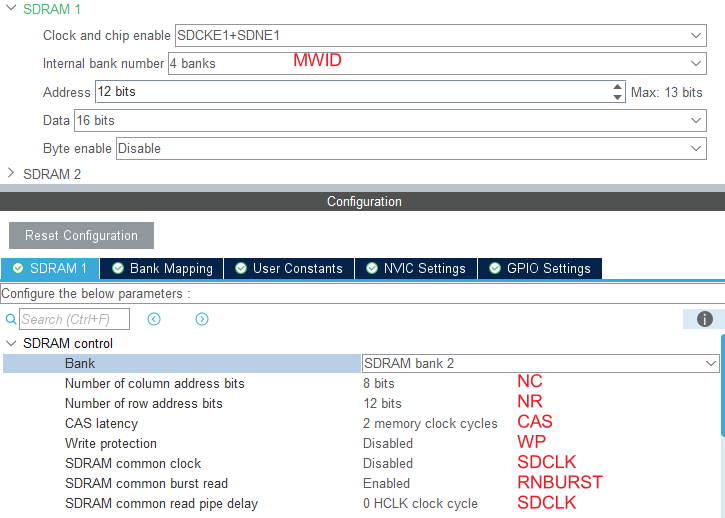 SDRAM 1
Clock and chip enable SDCKE1+SDNE1
Internal bank number 4 banks MWID
Address 12 bits Max: 13 bits
Data 16 bits
Byte enable Disable
SDRAM 2
Configuration
Reset Configuration
SDRAM 1 Bank Mapping User Constants NVIC Settings GPIO Settings
Configure the below parameters :
Search (Ctrl+F)
SDRAM control
Bank SDRAM bank 2
Number of column address bits 8 bits NC
Number of row address bits 12 bits NR
CAS latency 2 memory clock cycles CAS
Write protection Disabled WP
SDRAM common clock Disabled SDCLK
SDRAM common burst read Enabled RNBURST
SDRAM common read pipe delay 0 HCLK clock cycle SDCLK